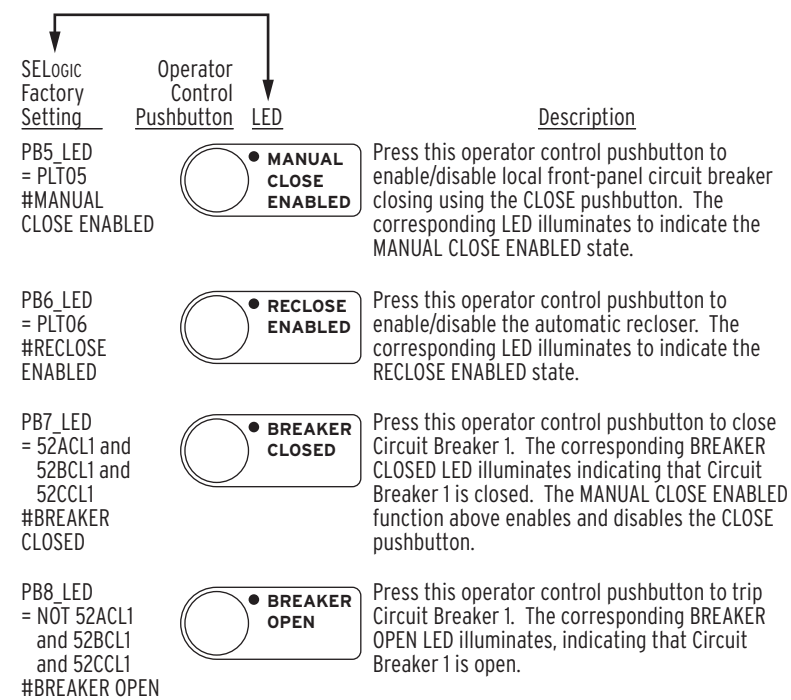 SELOGIC Factory Setting
Operator Control Pushbutton
LED
Description
PB5_LED
= PLT05
#MANUAL
CLOSE ENABLED
MANUAL
CLOSE
ENABLED
Press this operator control pushbutton to
enable/disable local front-panel circuit breaker
closing using the CLOSE pushbutton. The
corresponding LED illuminates to indicate the
MANUAL CLOSE ENABLED state.
PB6_LED
= PLT06
#RECLOSE
ENABLED
RECLOSE
ENABLED
Press this operator control pushbutton to
enable/disable the automatic recloser. The
corresponding LED illuminates to indicate the
RECLOSE ENABLED state.
PB7_LED
= 52ACL1 and
52BCL1 and
52CCL1
#BREAKER
CLOSED
BREAKER
CLOSED
Press this operator control pushbutton to close
Circuit Breaker 1. The corresponding BREAKER
CLOSED LED illuminates indicating that Circuit
Breaker 1 is closed. The MANUAL CLOSE ENABLED
function above enables and disables the CLOSE
pushbutton.
PB8_LED
= NOT 52ACL1
and 52BCL1
and 52CCL1
#BREAKER OPEN
BREAKER
OPEN
Press this operator control pushbutton to trip
Circuit Breaker 1. The corresponding BREAKER
OPEN LED illuminates, indicating that Circuit
Breaker 1 is open.